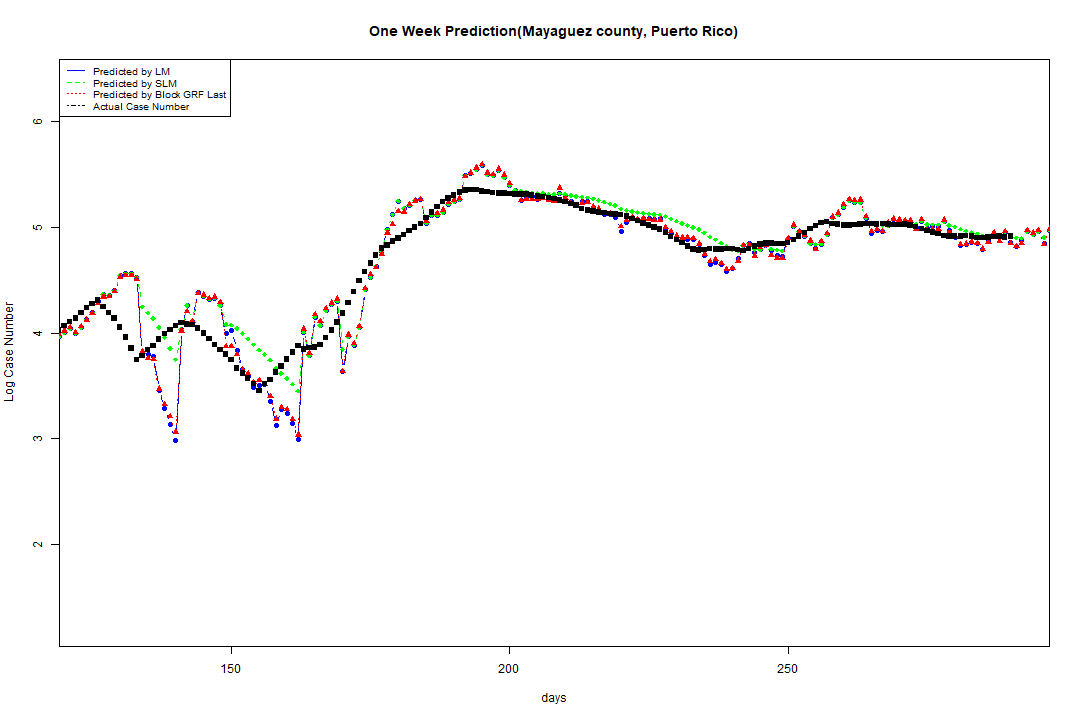 One Week Prediction(Mayaguez county, Puerto Rico)
Predicted by LM
Predicted by SLM
Predicted by Block GRF Last
Actual Case Number
Log Case Number
6
5
4
3
2
150 200 250
days